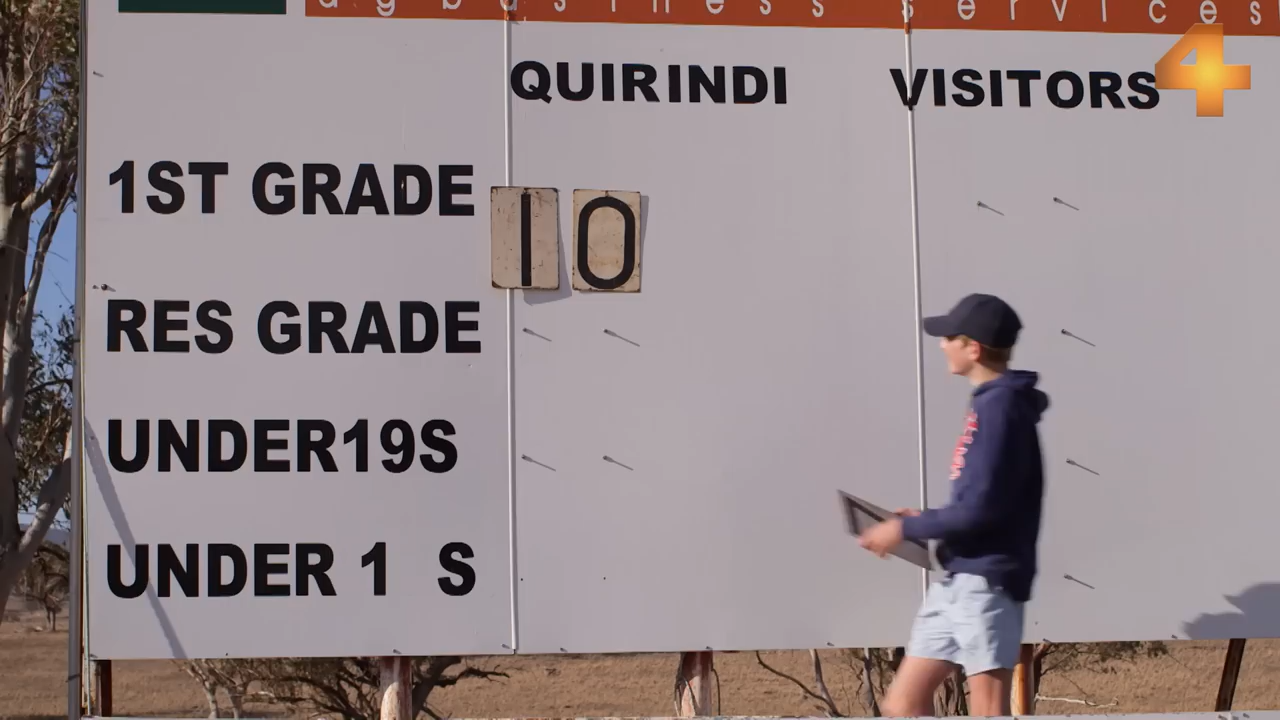 agbusiness services
QUIRINDI VISITORS
4
1ST GRADE
10
RES GRADE
UNDER19S
UNDER 1 S